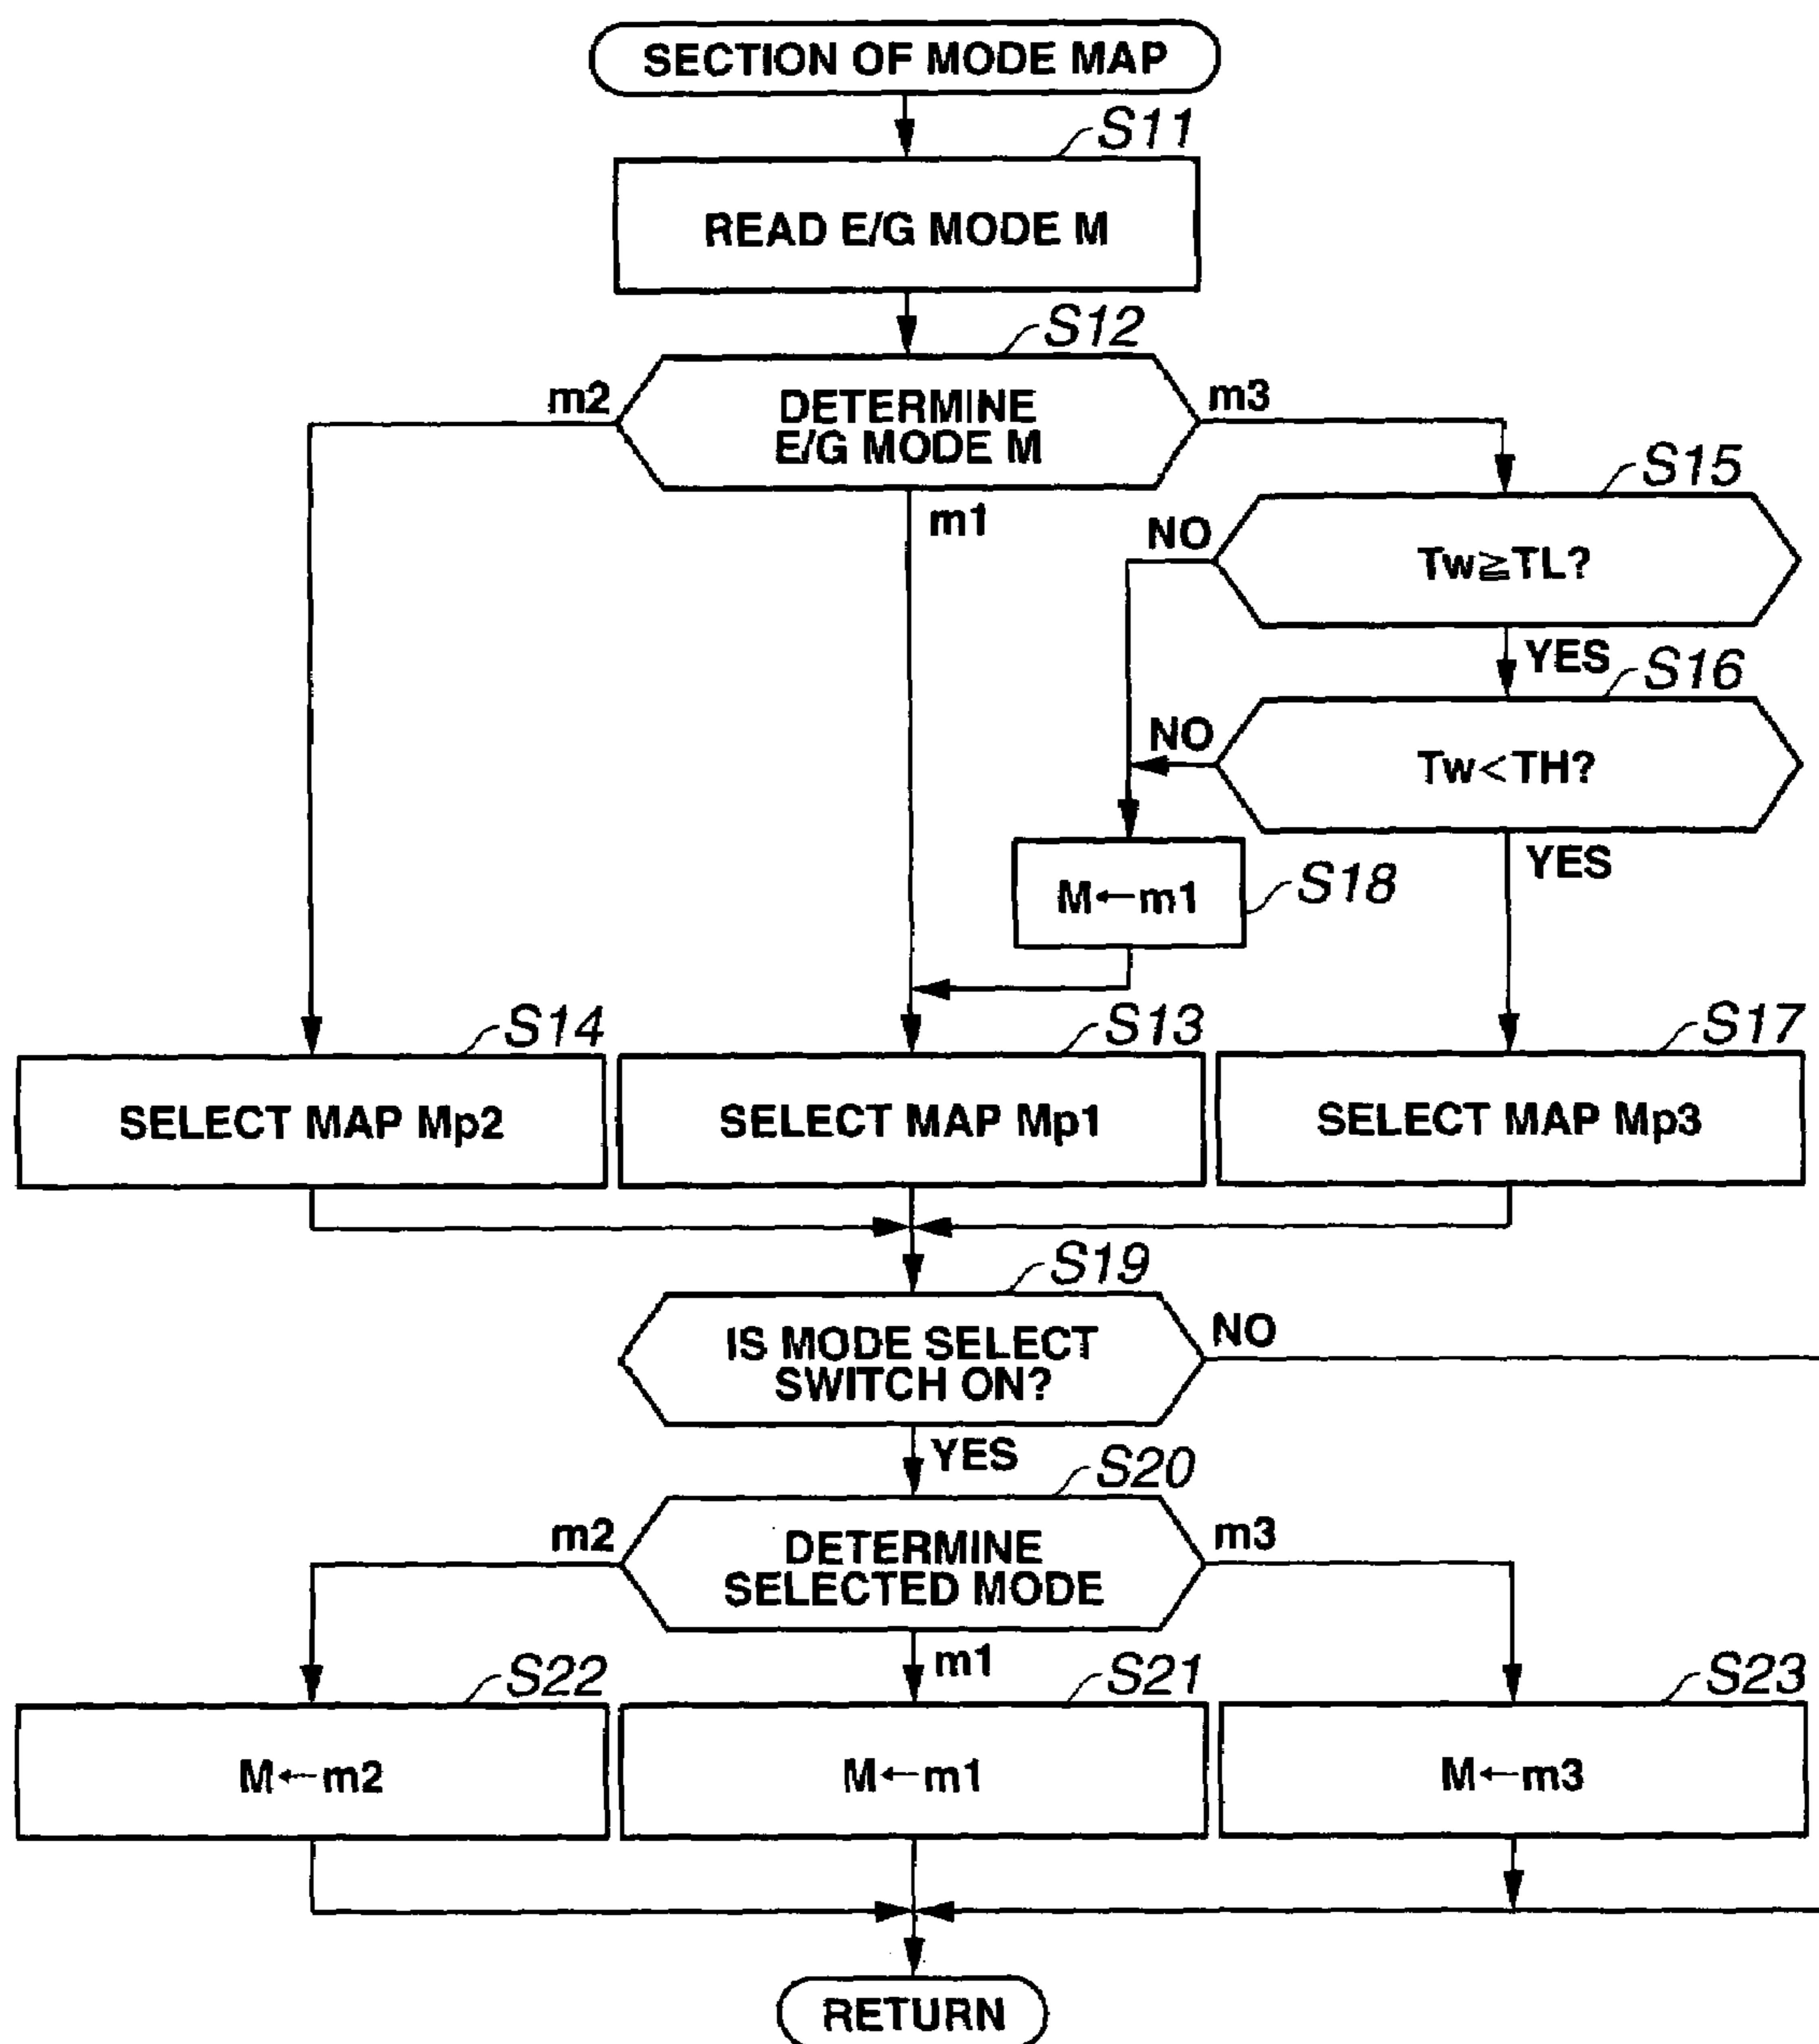 SECTION OF MODE MAP
S11
READ E/G MODE M
S12
m2
DETERMINE
E/G MODE M
m3
m1
S15
NO
Tw≧TL?
YES
S16
NO
Tw<TH?
YES
M←m1
S18
S14
S13
S17
SELECT MAP Mp2
SELECT MAP Mp1
SELECT MAP Mp3
S19
IS MODE SELECT
SWITCH ON?
NO
YES
S20
m2
DETERMINE
SELECTED MODE
m3
m1
S22
S21
S23
M←m2
M←m1
M←m3
RETURN